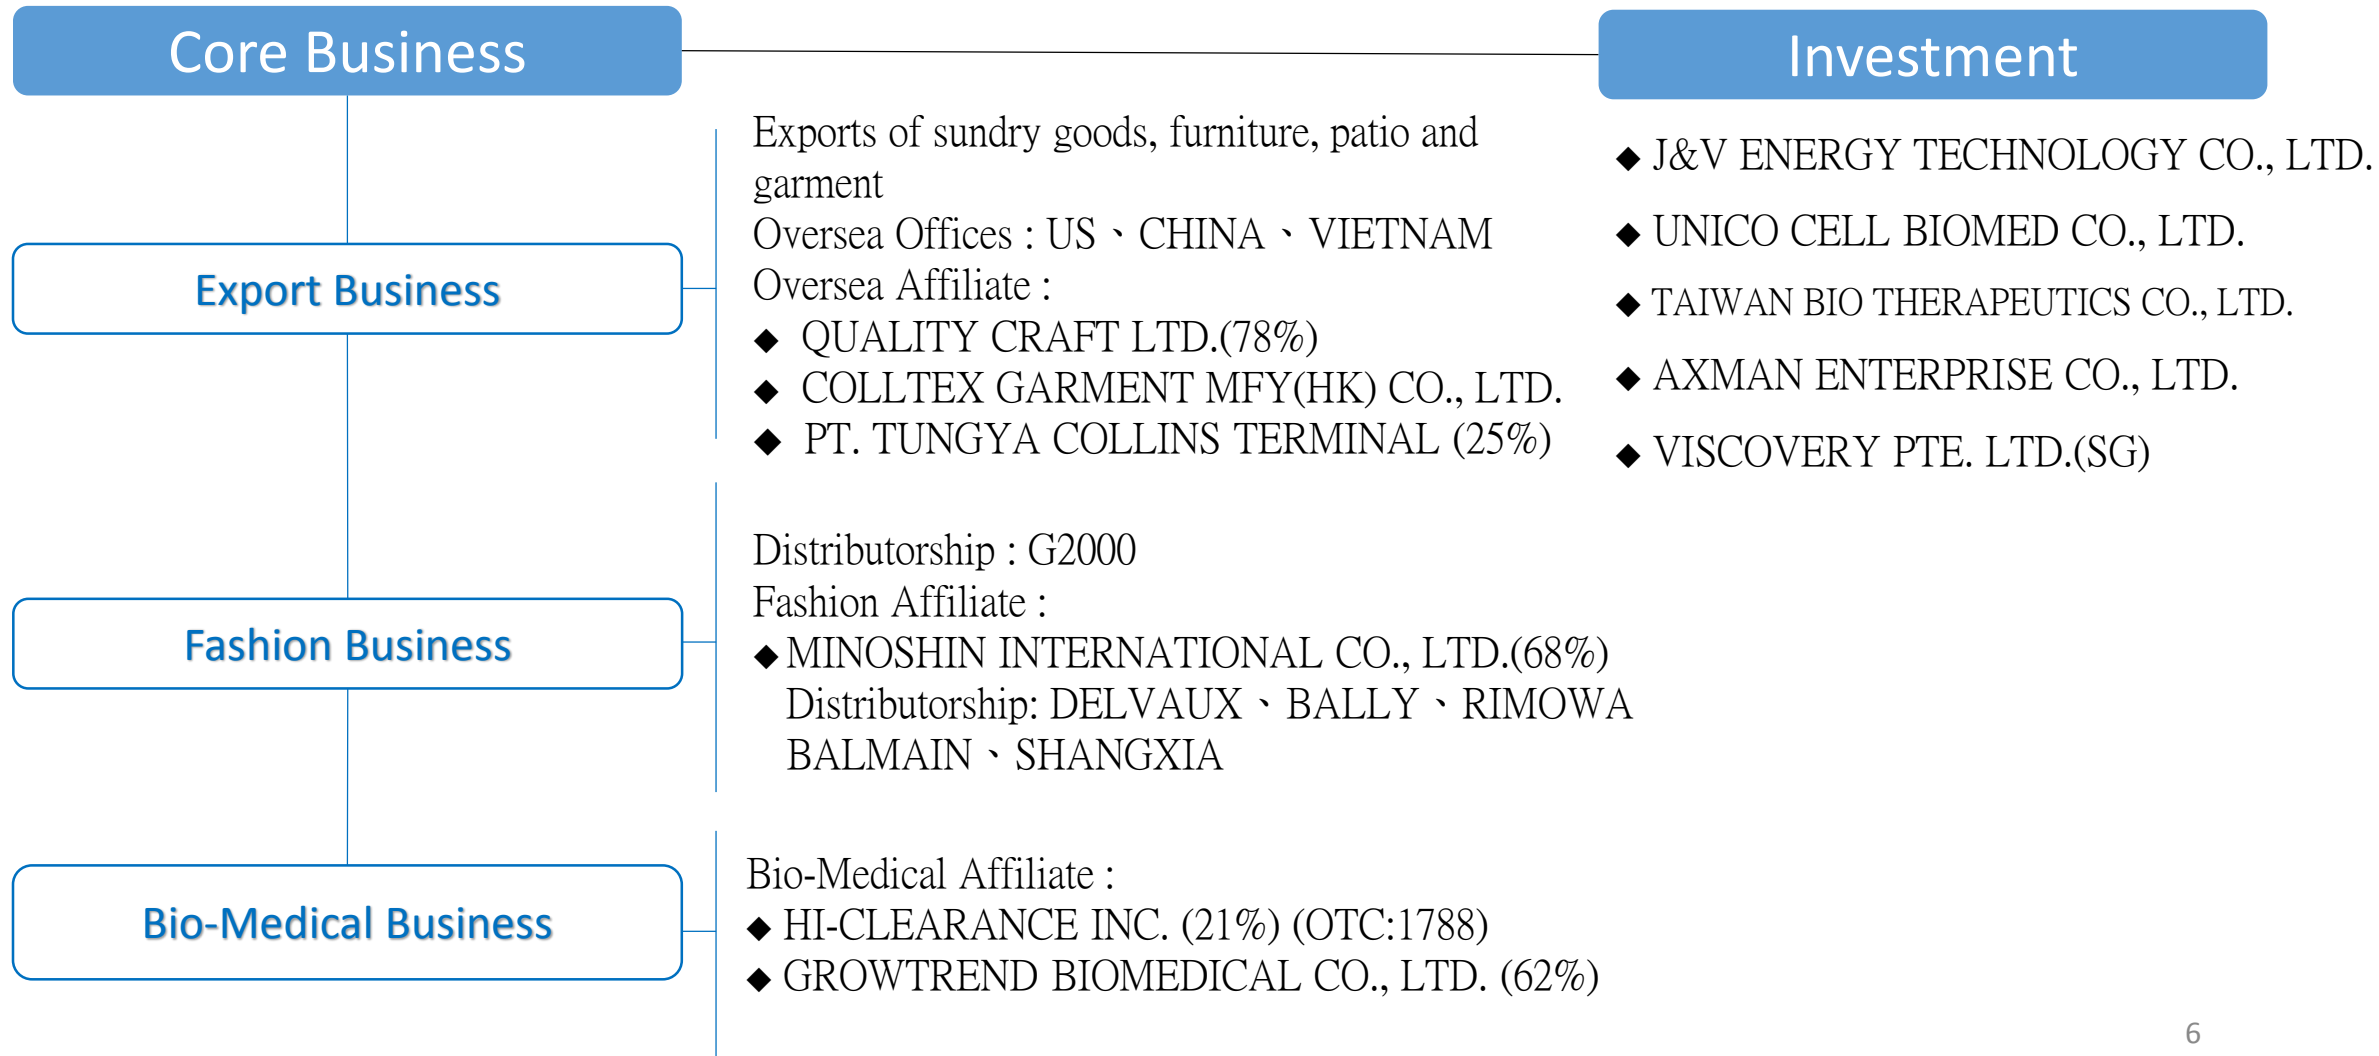 Core Business
Investment
Export Business
Exports of sundry goods, furniture, patio and
garment
Oversea Offices : US、CHINA、VIETNAM
Oversea Affiliate :
◆ QUALITY CRAFT LTD.(78%)
◆ COLLTEX GARMENT MFY(HK) CO., LTD.
◆ PT. TUNGYA COLLINS TERMINAL (25%)
◆ J&V ENERGY TECHNOLOGY CO., LTD.
◆ UNICO CELL BIOMED CO., LTD.
◆ TAIWAN BIO THERAPEUTICS CO., LTD.
◆ AXMAN ENTERPRISE CO., LTD.
◆ VISCOVERY PTE. LTD.(SG)
Fashion Business
Distributorship : G2000
Fashion Affiliate :
◆ MINOSHIN INTERNATIONAL CO., LTD.(68%)
Distributorship: DELVAUX、BALLY、RIMOWA
BALMAIN、SHANGXIA
Bio-Medical Business
Bio-Medical Affiliate :
◆ HI-CLEARANCE INC. (21%) (OTC:1788)
◆ GROWTREND BIOMEDICAL CO., LTD. (62%)
6